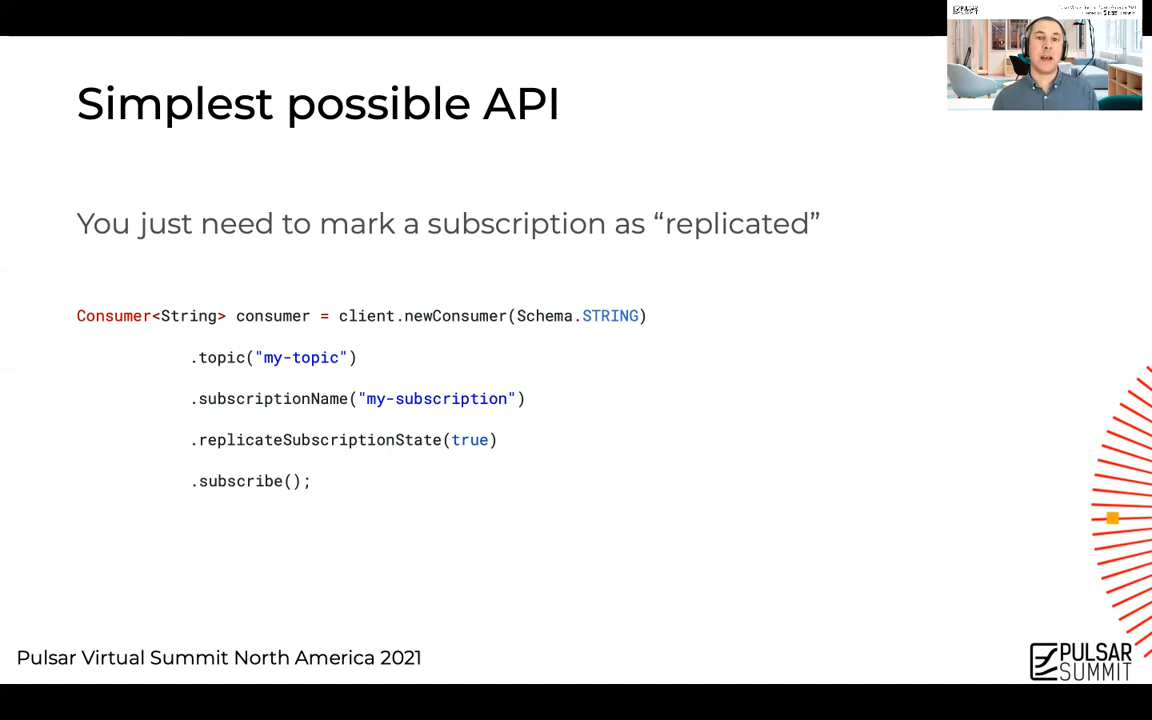 Simplest possible API
You just need to mark a subscription as “replicated”
Consumer<String> consumer = client.newConsumer(Schema.STRING)
.topic("my-topic")
.subscriptionName("my-subscription")
.replicateSubscriptionState(true)
.subscribe();
Pulsar Virtual Summit North America 2021
PULSAR
SUMMIT